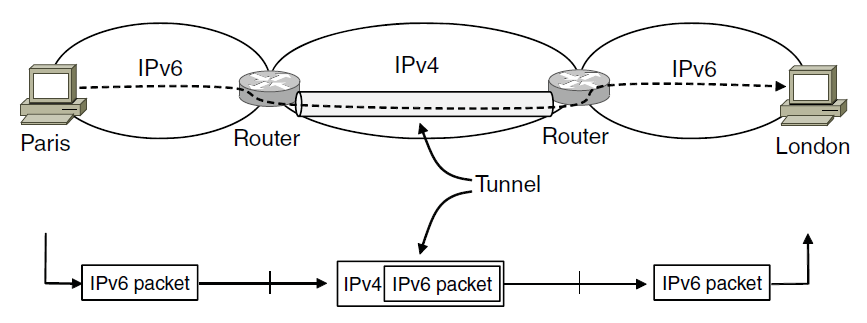 IPv6
IPv4
IPv6
Paris
Router
Router
London
Tunnel
IPv6 packet
IPv4 IPv6 packet
IPv6 packet